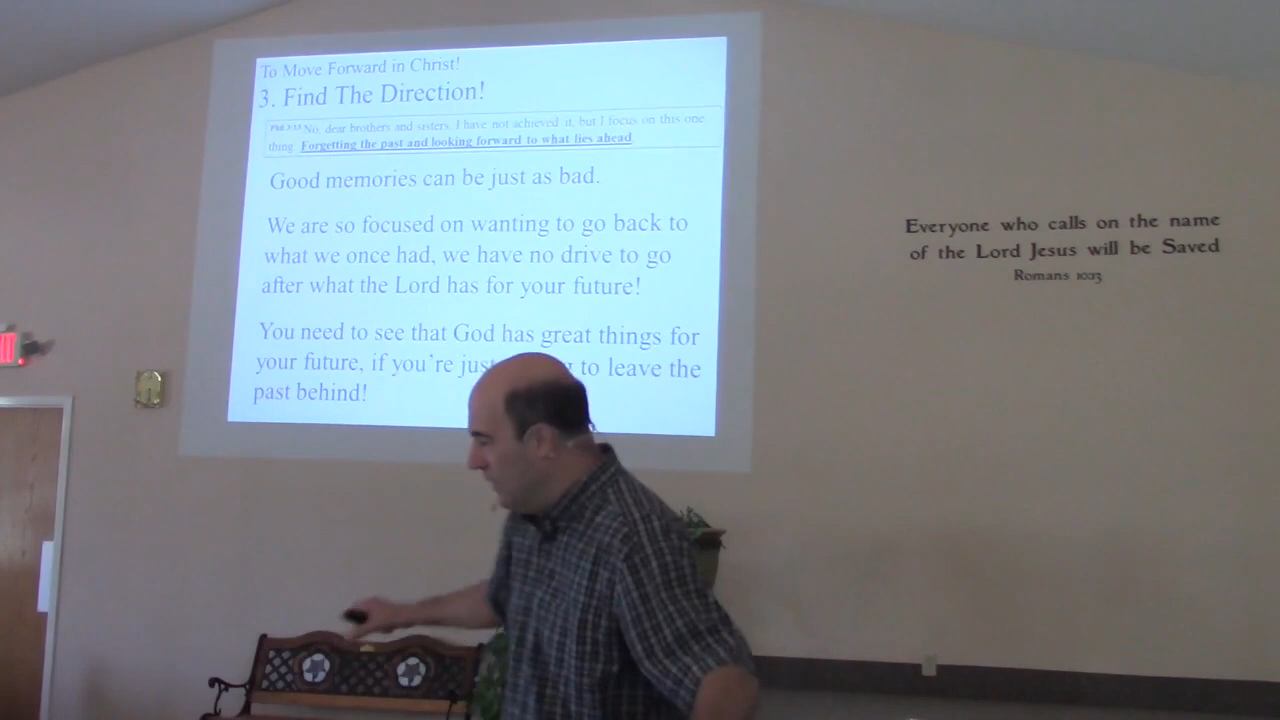 To Move Forward in Christ!
3. Find The Direction!
Phil 3:13 No, dear brothers and sisters, I have not achieved it, but I focus on this one
thing: Forgetting the past and looking forward to what lies ahead.
Good memories can be just as bad.
We are so focused on wanting to go back to
what we once had, we have no drive to go
after what the Lord has for your future!
You need to see that God has great things for
your future, if you're just to leave the
past behind!
Everyone who calls on the name
of the Lord Jesus will be Saved
Romans 10:13